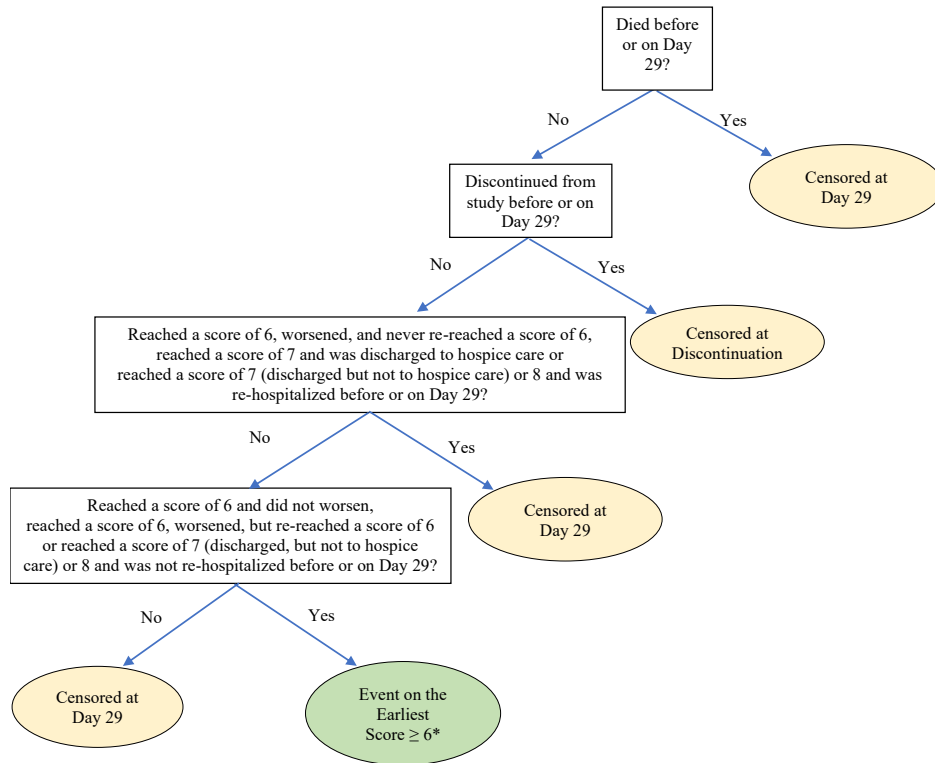 Died before
or on Day
29?
No
Yes
Discontinued from
study before or on
Day 29?
Censored at
Day 29
No
Yes
Reached a score of 6, worsened, and never re-reached a score of 6,
reached a score of 7 and was discharged to hospice care or
reached a score of 7 (discharged but not to hospice care) or 8 and was
re-hospitalized before or on Day 29?
Censored at
Discontinuation
No
Yes
Reached a score of 6 and did not worsen,
reached a score of 6, worsened, but re-reached a score of 6
or reached a score of 7 (discharged, but not to hospice
care) or 8 and was not re-hospitalized before or on Day 29?
Censored at
Day 29
No
Yes
Censored at
Day 29
Event on the
Earliest
Score ≥ 6*